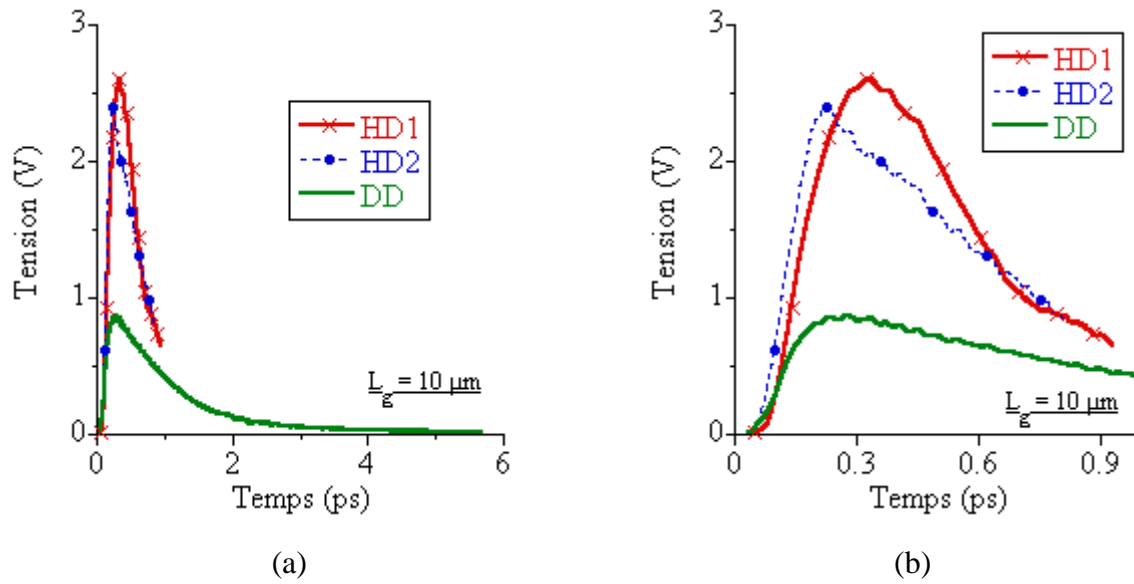 3
2
1
0
Tension (V)
HD1
HD2
DD
L_g = 10 µm
0
2
4
6
Temps (ps)
(a)
3
2
1
0
Tension (V)
HD1
HD2
DD
L_g = 10 µm
0
0.3
0.6
0.9
Temps (ps)
(b)